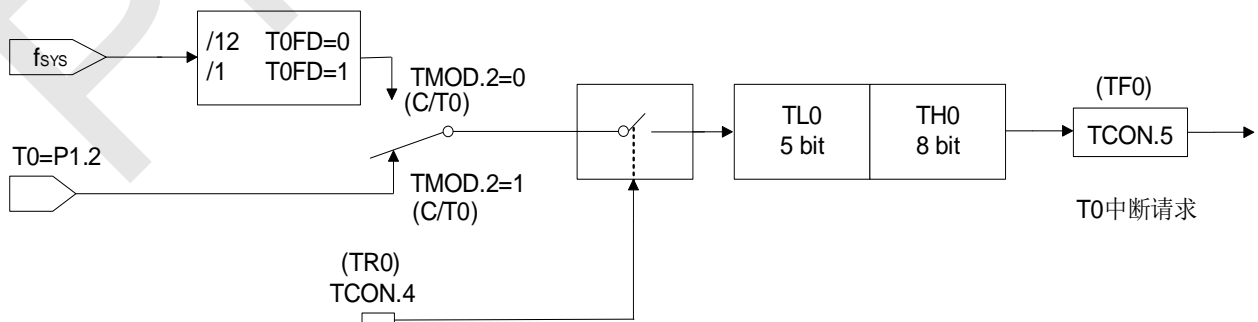 fSYS
/12 T0FD=0
/1 T0FD=1
TMOD.2=0
(C/T0)
T0=P1.2
TMOD.2=1
(C/T0)
(TR0)
TCON.4
TL0
5 bit
TH0
8 bit
(TF0)
TCON.5
T0中断请求